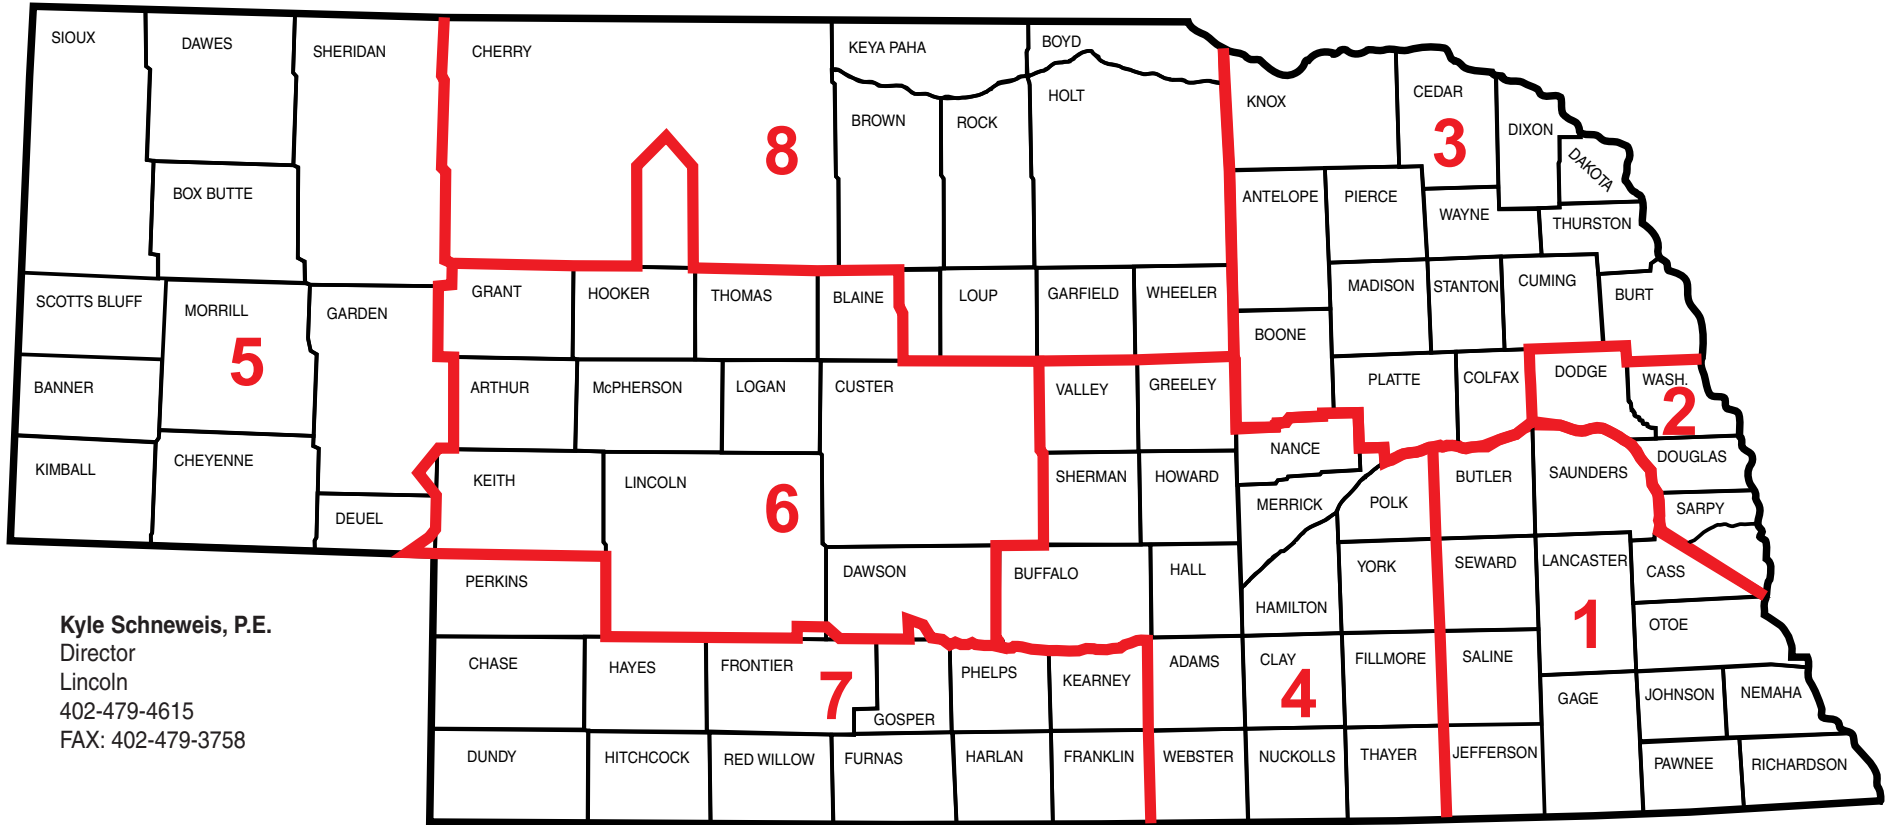 SIOUX
DAWES
SHERIDAN
CHERRY
KEYA PAHA
BOYD
HOLT
BROWN
ROCK
8
KNOX
CEDAR
3
DIXON
DAKOTA
BOX BUTTE
ANTELOPE
PIERCE
WAYNE
THURSTON
SCOTTS BLUFF
MORRILL
GARDEN
GRANT
HOOKER
THOMAS
BLAINE
LOUP
GARFIELD
WHEELER
MADISON
STANTON
CUMING
BURT
5
BOONE
BANNER
ARTHUR
McPHERSON
LOGAN
CUSTER
VALLEY
GREELEY
PLATTE
COLFAX
DODGE
WASH.
2
KIMBALL
CHEYENNE
KEITH
LINCOLN
6
SHERMAN
HOWARD
NANCE
MERRICK
POLK
BUTLER
SAUNDERS
DOUGLAS
SARPY
DEUEL
PERKINS
DAWSON
BUFFALO
HALL
HAMILTON
YORK
SEWARD
LANCASTER
CASS
1
OTOE
Kyle Schneweis, P.E.
Director
Lincoln
402-479-4615
FAX: 402-479-3758
CHASE
HAYES
FRONTIER
7
GOSPER
PHELPS
KEARNEY
ADAMS
CLAY
4
FILLMORE
SALINE
GAGE
JOHNSON
NEMAHA
DUNDY
HITCHCOCK
RED WILLOW
FURNAS
HARLAN
FRANKLIN
WEBSTER
NUCKOLLS
THAYER
JEFFERSON
PAWNEE
RICHARDSON